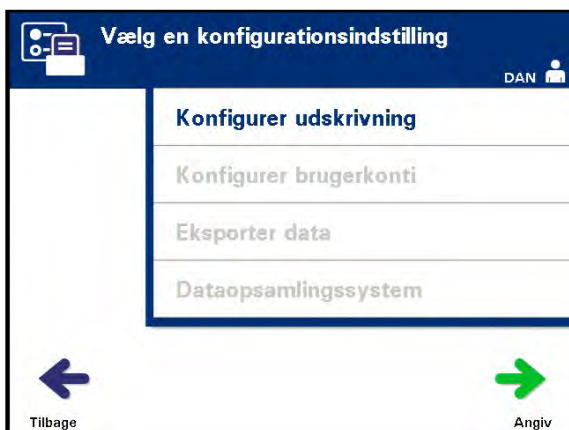 Vælg en konfigurationsindstilling
DAN
Konfigurer udskrivning
Konfigurer brugerkonti
Eksporter data
Dataopsamlingssystem
Tilbage
Angiv